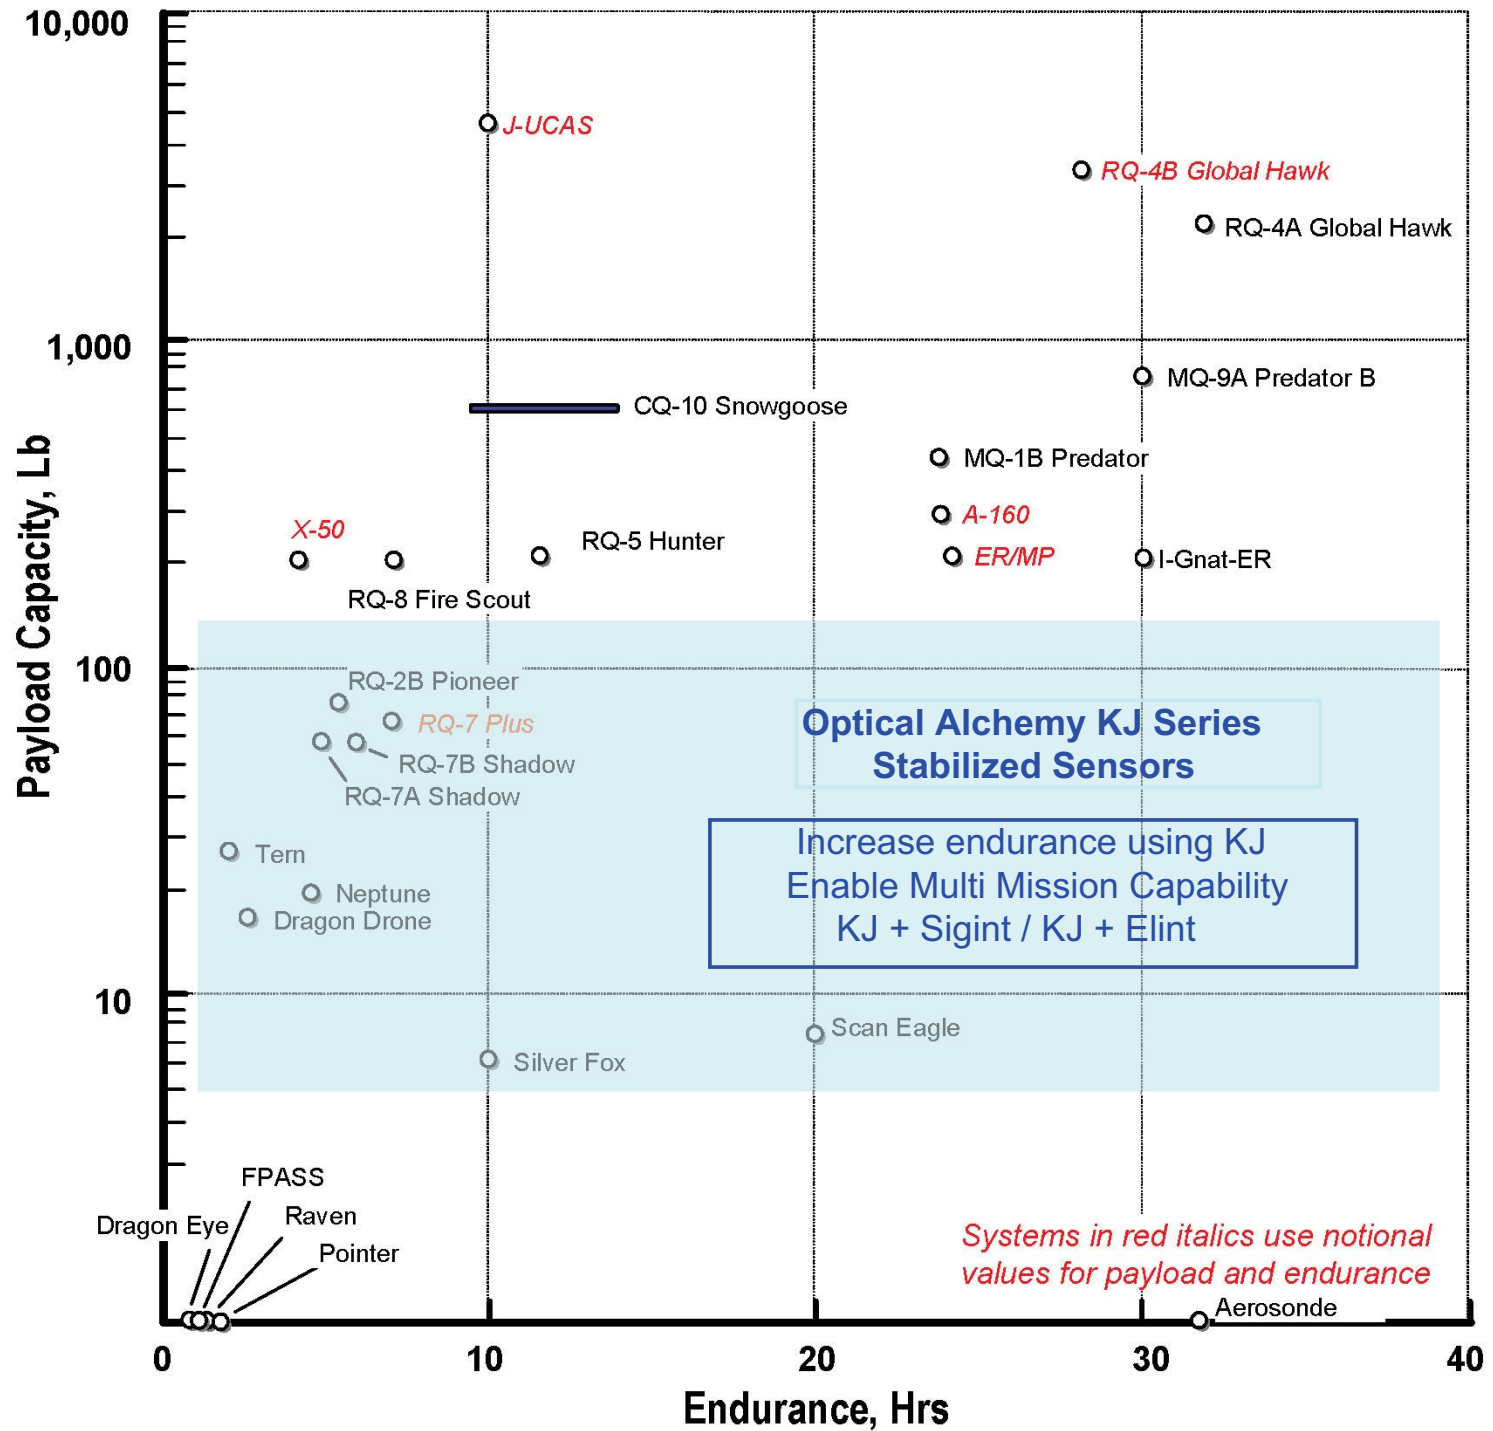 10,000
J-UCAS
RQ-4B Global Hawk
RQ-4A Global Hawk
1,000
MQ-9A Predator B
CQ-10 Snowgoose
MQ-1B Predator
A-160
X-50
RQ-5 Hunter
ER/MP
I-Gnat-ER
RQ-8 Fire Scout
Payload Capacity, Lb
100
RQ-2B Pioneer
RQ-7 Plus
RQ-7B Shadow
RQ-7A Shadow
Optical Alchemy KJ Series
Stabilized Sensors
Tern
Neptune
Dragon Drone
Increase endurance using KJ
Enable Multi Mission Capability
KJ + Sigint / KJ + Elint
10
Scan Eagle
Silver Fox
FPASS
Dragon Eye
Raven
Pointer
Systems in red italics use notional
values for payload and endurance
Aerosonde
0
10
20
30
40
Endurance, Hrs